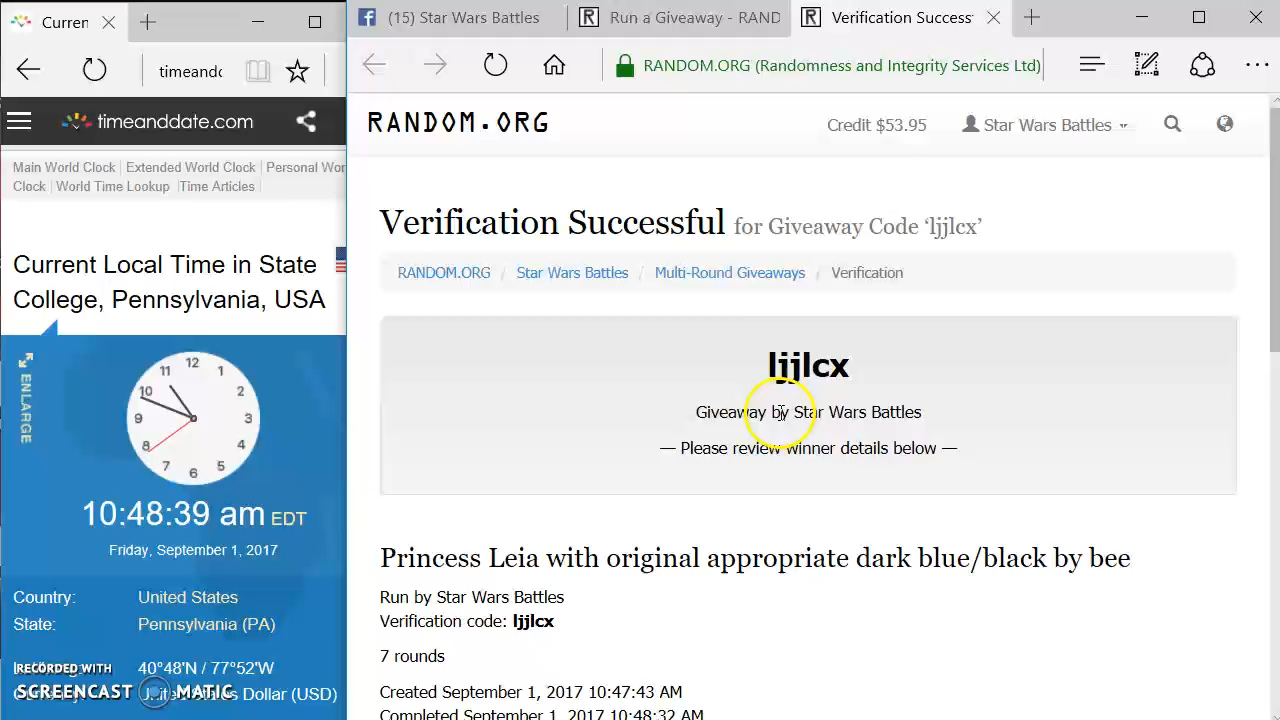 Curren
timeandc
timeanddate.com
Main World Clock Extended World Clock Personal Wor
Clock World Time Lookup Time Articles
Current Local Time in State
College, Pennsylvania, USA
ENLARGE
12
11 1
10 2
9 3
8 4
7 5
6
10:48:39 am EDT
Friday, September 1, 2017
Country: United States
State: Pennsylvania (PA)
40°48'N / 77°52'W
United States Dollar (USD)
RECORDED WITH
SCREENCAST MATIC
(15) Star Wars Battles
Run a Giveaway - RAND
Verification Success
RANDOM.ORG (Randomness and Integrity Services Ltd)
RANDOM.ORG Credit $53.95 Star Wars Battles
Verification Successful for Giveaway Code ‘ljjlcx’
RANDOM.ORG / Star Wars Battles / Multi-Round Giveaways / Verification
ljjlcx
Giveaway by Star Wars Battles
— Please review winner details below —
Princess Leia with original appropriate dark blue/black by bee
Run by Star Wars Battles
Verification code: ljjlcx
7 rounds
Created September 1, 2017 10:47:43 AM
Completed September 1, 2017 10:48:32 AM